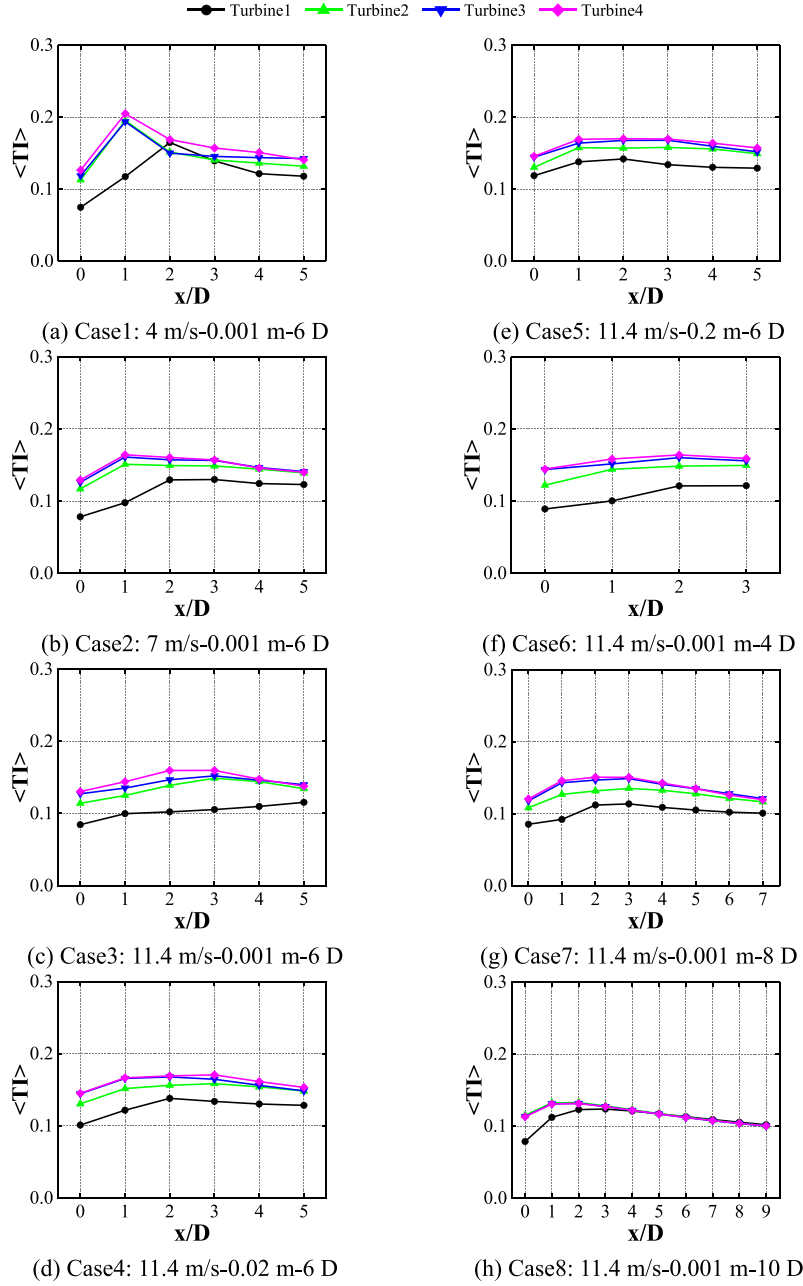 Turbine1 Turbine2 Turbine3 Turbine4
0.3
0.2
0.1
0.0
<TI>
0 1 2 3 4 5
x/D
(a) Case1: 4 m/s-0.001 m-6 D
0.3
0.2
0.1
0.0
<TI>
0 1 2 3 4 5
x/D
(e) Case5: 11.4 m/s-0.2 m-6 D
0.3
0.2
0.1
0.0
<TI>
0 1 2 3 4 5
x/D
(b) Case2: 7 m/s-0.001 m-6 D
0.3
0.2
0.1
0.0
<TI>
0 1 2 3
x/D
(f) Case6: 11.4 m/s-0.001 m-4 D
0.3
0.2
0.1
0.0
<TI>
0 1 2 3 4 5
x/D
(c) Case3: 11.4 m/s-0.001 m-6 D
0.3
0.2
0.1
0.0
<TI>
0 1 2 3 4 5 6 7
x/D
(g) Case7: 11.4 m/s-0.001 m-8 D
0.3
0.2
0.1
0.0
<TI>
0 1 2 3 4 5
x/D
(d) Case4: 11.4 m/s-0.02 m-6 D
0.3
0.2
0.1
0.0
<TI>
0 1 2 3 4 5 6 7 8 9
x/D
(h) Case8: 11.4 m/s-0.001 m-10 D